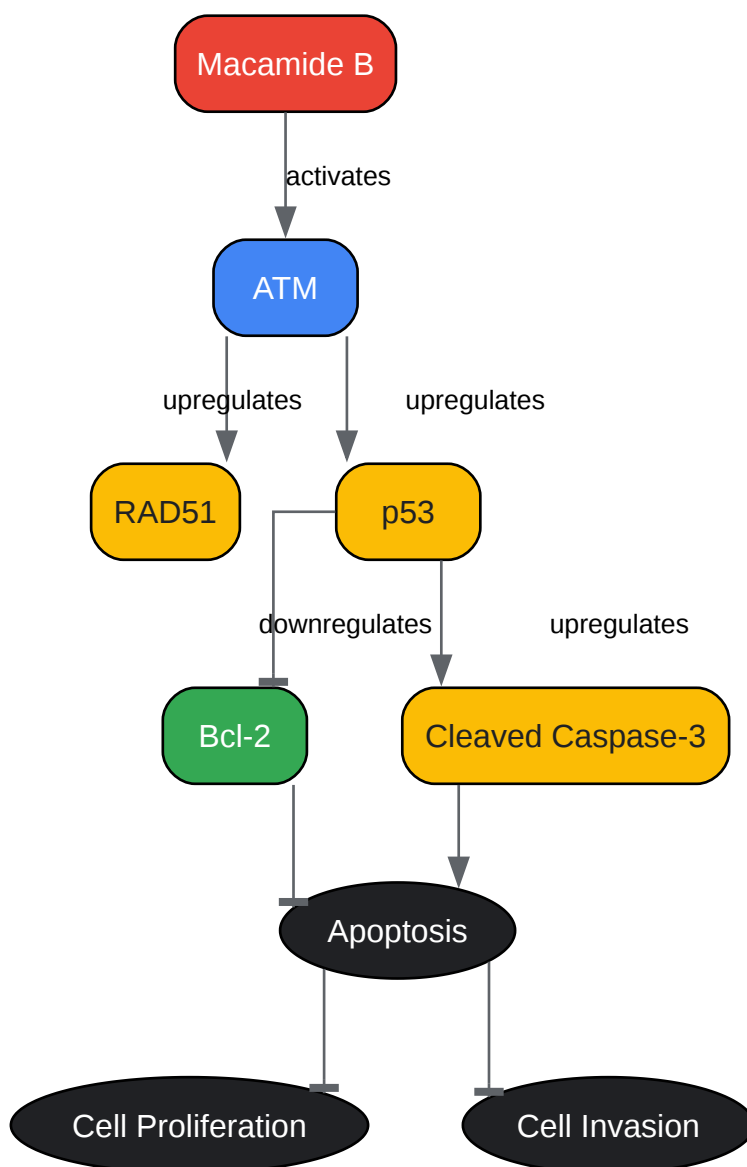 Macamide B
activates
ATM
upregulates
upregulates
RAD51
p53
downregulates
upregulates
Bcl-2
Cleaved Caspase-3
Apoptosis
Cell Proliferation
Cell Invasion